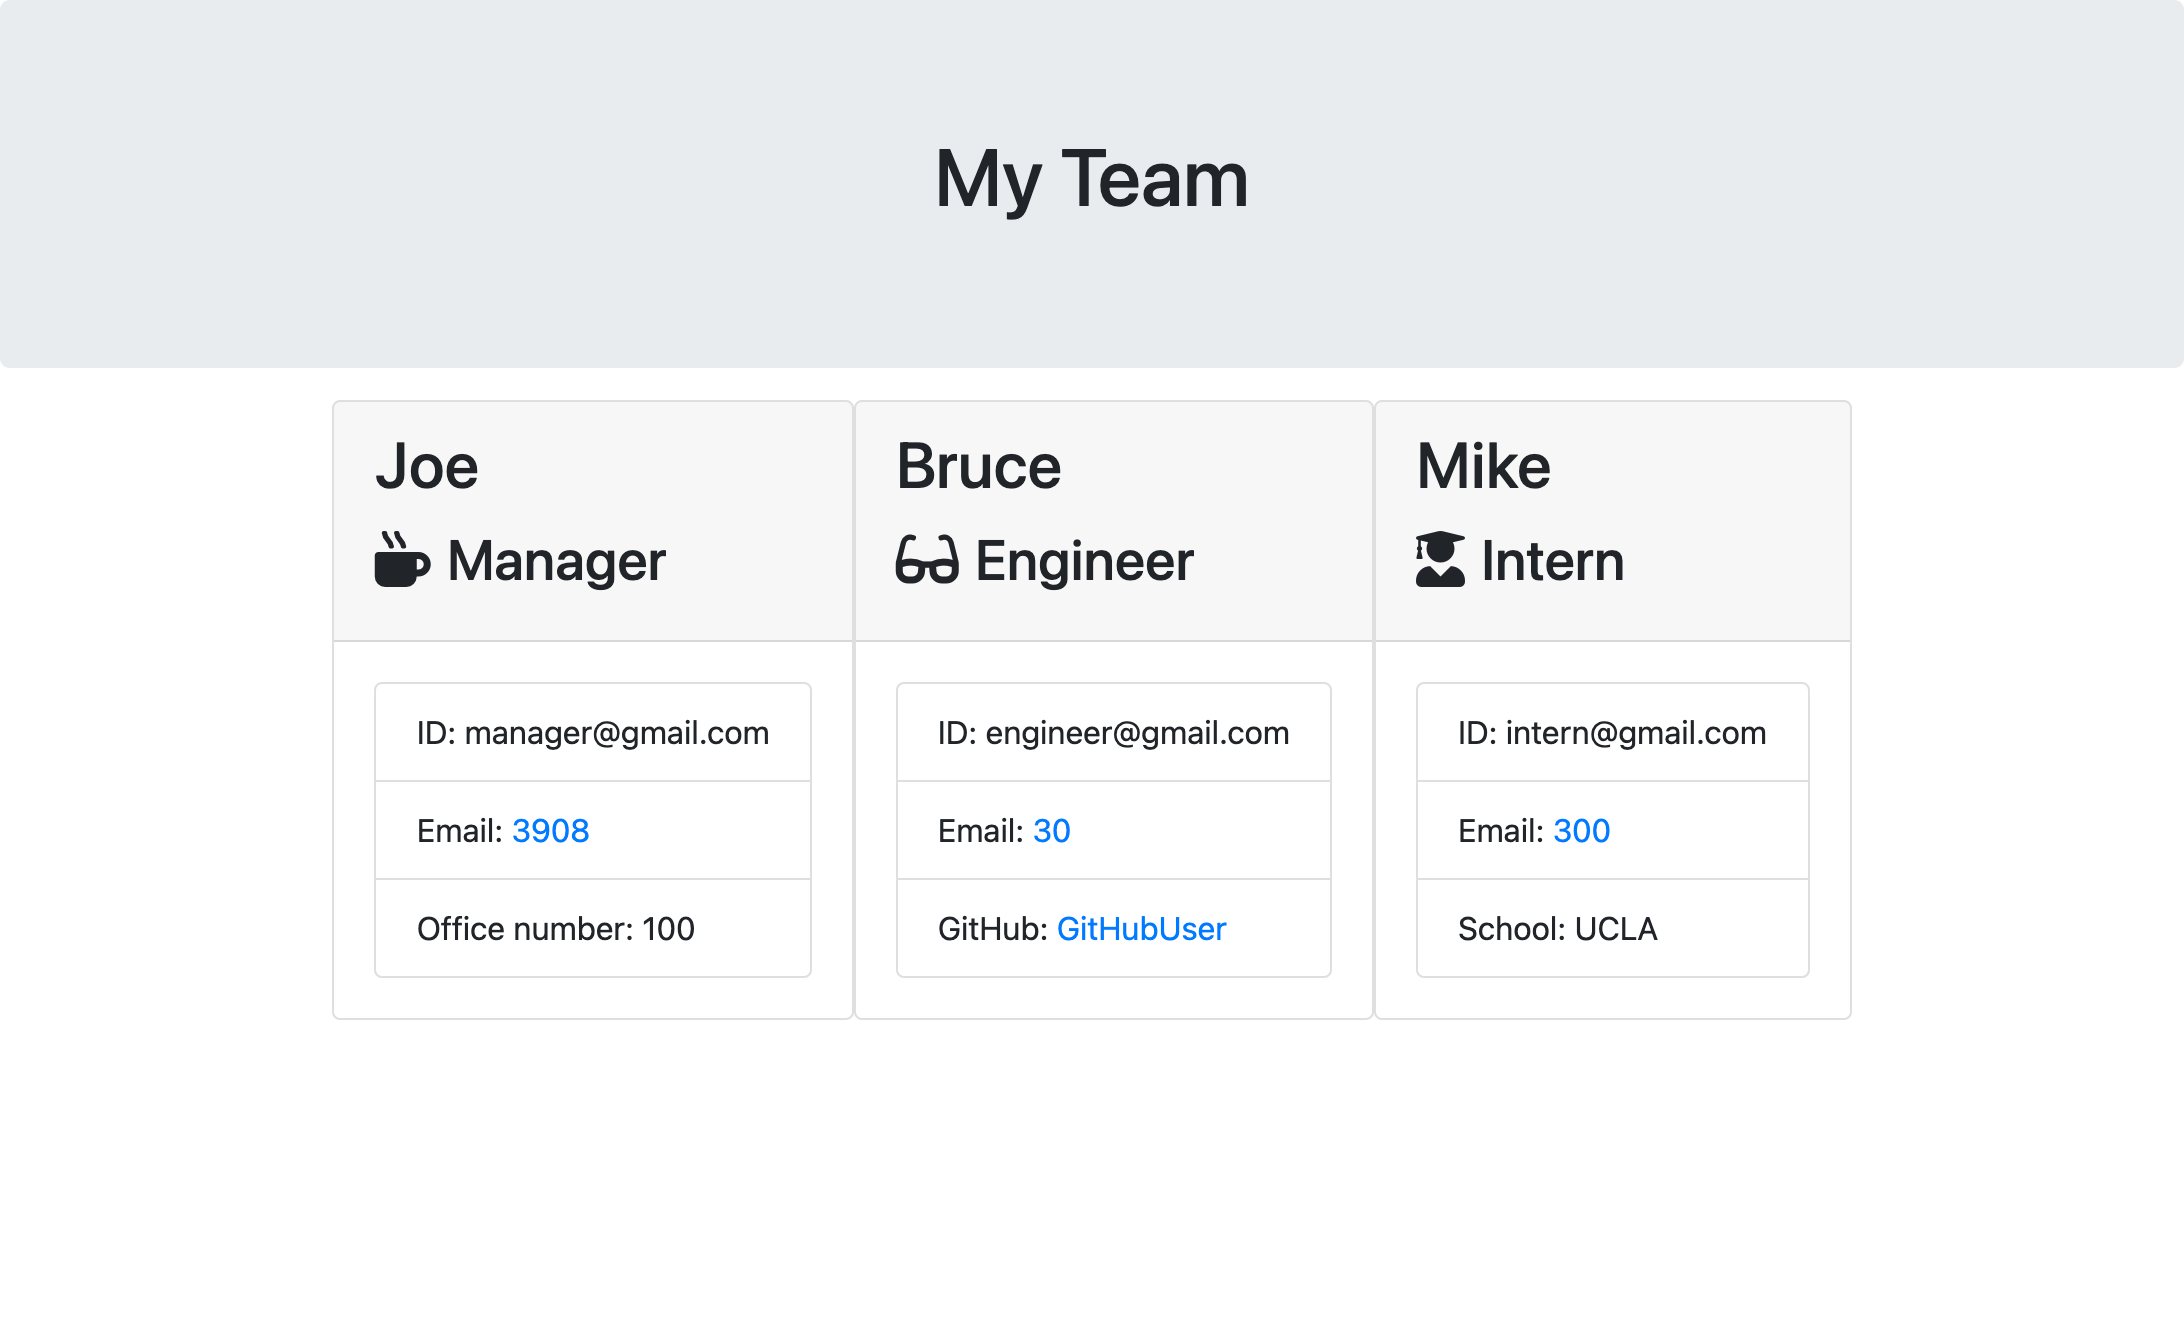 My Team
Joe
Manager
ID: manager@gmail.com
Email: 3908
Office number: 100
Bruce
Engineer
ID: engineer@gmail.com
Email: 30
GitHub: GitHubUser
Mike
Intern
ID: intern@gmail.com
Email: 300
School: UCLA